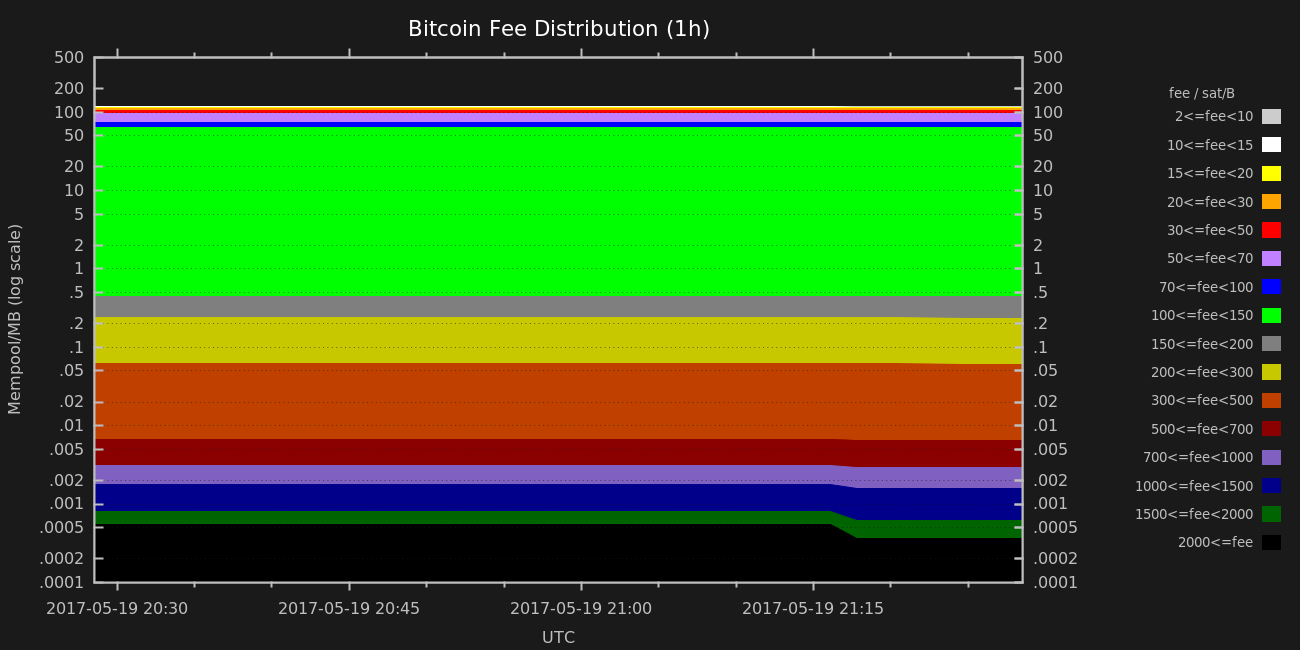 Bitcoin Fee Distribution (1h)
500 500
200 200
100 100
50 50
20 20
10 10
5 5
2 2
1 1
.5 .5
.2 .2
.1 .1
.05 .05
.02 .02
.01 .01
.005 .005
.002 .002
.001 .001
.0005 .0005
.0002 .0002
.0001 .0001
Mempool/MB (log scale)
2017-05-19 20:30 2017-05-19 20:45 2017-05-19 21:00 2017-05-19 21:15
UTC
fee / sat/B
2<=fee<10
10<=fee<15
15<=fee<20
20<=fee<30
30<=fee<50
50<=fee<70
70<=fee<100
100<=fee<150
150<=fee<200
200<=fee<300
300<=fee<500
500<=fee<700
700<=fee<1000
1000<=fee<1500
1500<=fee<2000
2000<=fee